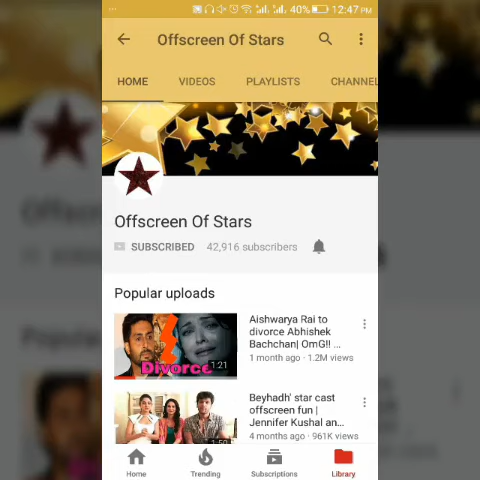 40% 12:47 PM
Offscreen Of Stars
HOME VIDEOS PLAYLISTS CHANNEL
Offscreen Of Stars
SUBSCRIBED 42,916 subscribers
Popular uploads
Aishwarya Rai to
divorce Abhishek
Bachchan| OmG!! ...
1 month ago · 1.2M views
Divorce
1:21
Beyhadh' star cast
offscreen fun |
Jennifer Kushal an...
4 months ago · 961K views
1:50
Home Trending Subscriptions Library